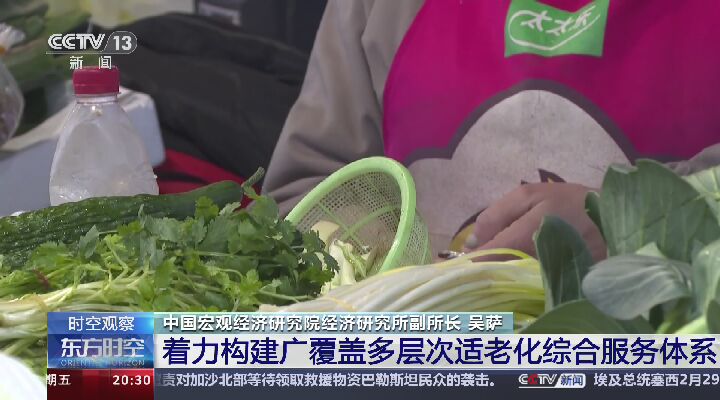 CCTV 13
新闻
时空观察
东方时空
ORIENTAL HORIZON
中国宏观经济研究院经济研究所副所长 吴萨
着力构建广覆盖多层次适老化综合服务体系
期五 20:30 责对加沙北部等待领取救援物资巴勒斯坦民众的袭击。 CCTV 新闻 埃及总统塞西2月29